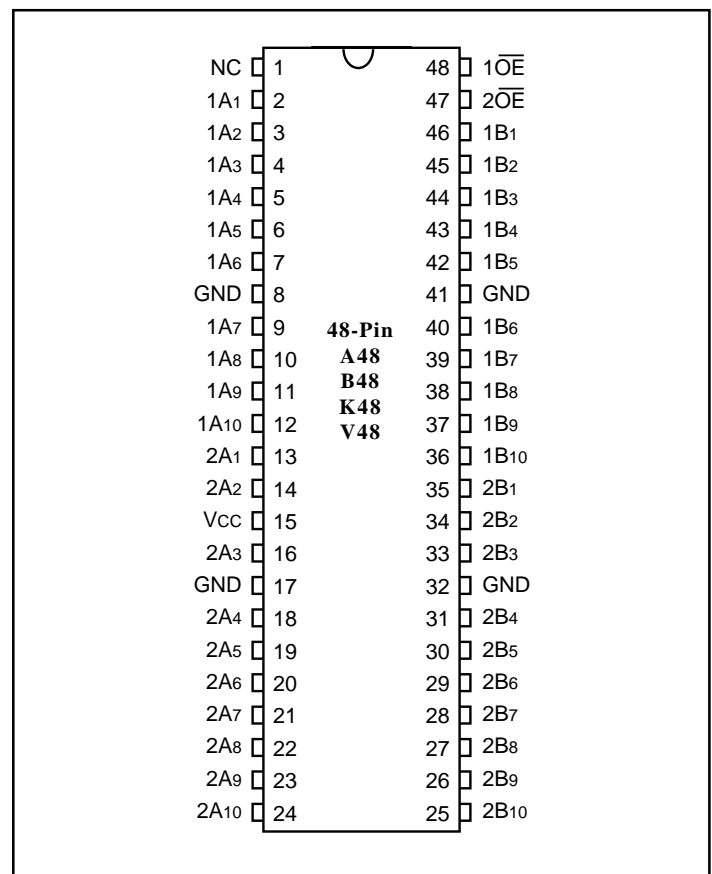 NC 1 48 1O̅E̅
1A1 2 47 2O̅E̅
1A2 3 46 1B1
1A3 4 45 1B2
1A4 5 44 1B3
1A5 6 43 1B4
1A6 7 42 1B5
GND 8 41 GND
1A7 9 48-Pin 40 1B6
1A8 10 A48 39 1B7
1A9 11 B48 38 1B8
1A10 12 K48 37 1B9
2A1 13 V48 36 1B10
2A2 14 35 2B1
VCC 15 34 2B2
2A3 16 33 2B3
GND 17 32 GND
2A4 18 31 2B4
2A5 19 30 2B5
2A6 20 29 2B6
2A7 21 28 2B7
2A8 22 27 2B8
2A9 23 26 2B9
2A10 24 25 2B10